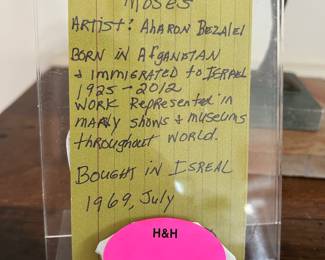 Moses
Artist: Aharon Bezalel
Born in Afganistan
& immigrated to Israel
1925 - 2012
Work Represented in
many shows & museums
throughout world.
Bought in Isreal
1969, July
H&H